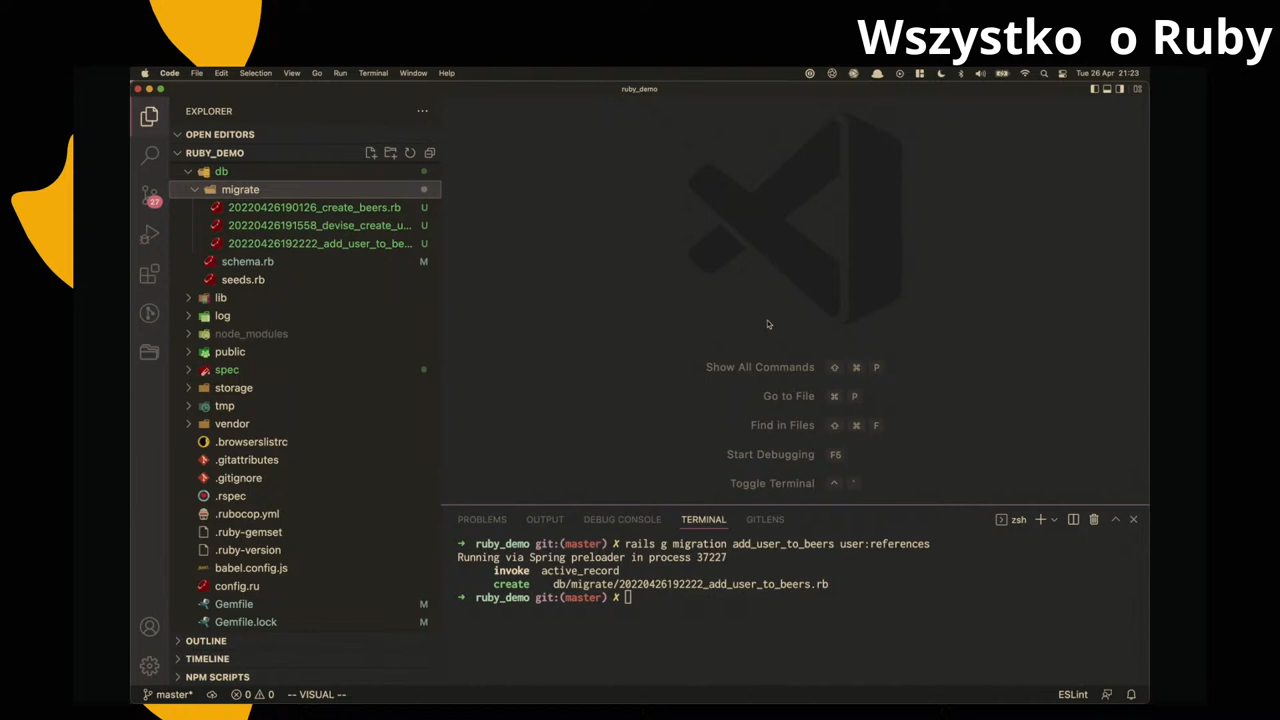 Wszystko o Ruby
Code File Edit Selection View Go Run Terminal Window Help
Tue 26 Apr 21:23
ruby_demo
EXPLORER
OPEN EDITORS
RUBY_DEMO
db
migrate
20220426190126_create_beers.rb U
20220426191558_devise_create_u... U
20220426192222_add_user_to_be... U
schema.rb M
seeds.rb
lib
log
node_modules
public
spec
storage
tmp
vendor
.browserslistrc
.gitattributes
.gitignore
.rspec
.rubocop.yml
.ruby-gemset
.ruby-version
babel.config.js
config.ru
Gemfile M
Gemfile.lock M
OUTLINE
TIMELINE
NPM SCRIPTS
27
Show All Commands ⇧ ⌘ P
Go to File ⌘ P
Find in Files ⇧ ⌘ F
Start Debugging F5
Toggle Terminal ^ `
PROBLEMS OUTPUT DEBUG CONSOLE TERMINAL GITLENS
zsh
➜ ruby_demo git:(master) ✗ rails g migration add_user_to_beers user:references
Running via Spring preloader in process 37227
invoke active_record
create db/migrate/20220426192222_add_user_to_beers.rb
➜ ruby_demo git:(master) ✗
master* 0 0 -- VISUAL --
ESLint